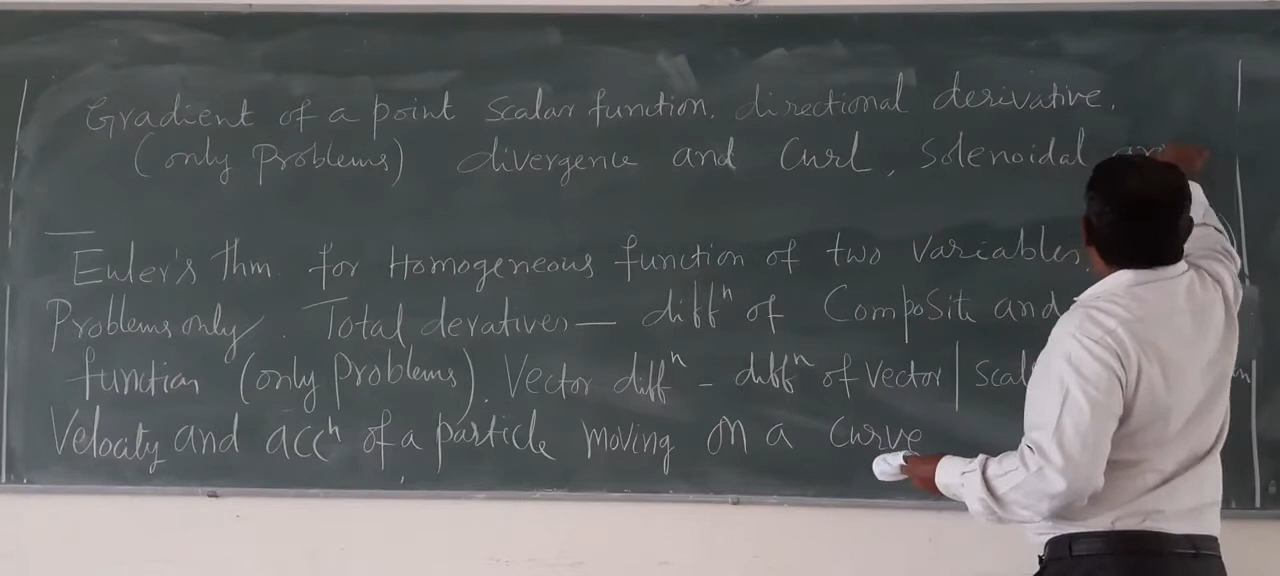 Gradient of a point Scalar function, directional derivative.
(only Problems) divergence and Curl, Solenoidal
Euler's Thm. for Homogeneous function of two Variables.
Problems only. Total deratives — diffⁿ of Composite and
function (only Problems). Vector diffⁿ - diffⁿ of Vector |
Velocity and accⁿ of a particle moving on a Curve